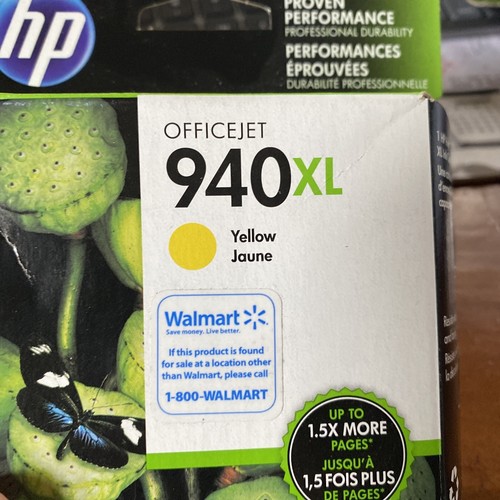 hp
PROVEN
PERFORMANCE
PROFESSIONAL DURABILITY
PERFORMANCES
ÉPROUVÉES
DURABILITÉ PROFESSIONNELLE
OFFICEJET
940XL
Yellow
Jaune
Walmart
Save money. Live better.
If this product is found
for sale at a location other
than Walmart, please call
1-800-WALMART
UP TO
1.5X MORE
PAGES*
JUSQU'À
1,5 FOIS PLUS
DE PAGES*